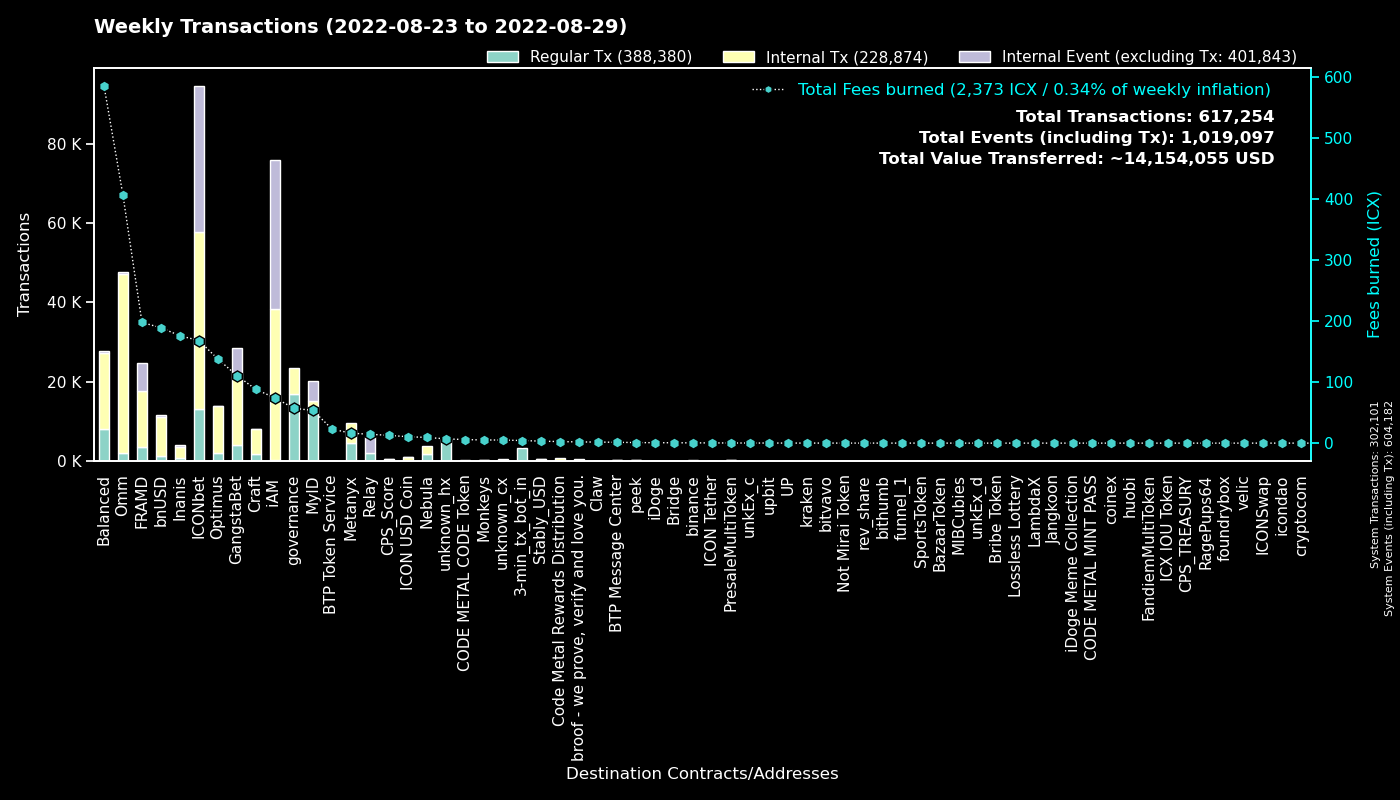 Weekly Transactions (2022-08-23 to 2022-08-29)
Regular Tx (388,380)
Internal Tx (228,874)
Internal Event (excluding Tx: 401,843)
Total Fees burned (2,373 ICX / 0.34% of weekly inflation)
Total Transactions: 617,254
Total Events (including Tx): 1,019,097
Total Value Transferred: ~14,154,055 USD
Transactions
80 K
60 K
40 K
20 K
0 K
600
500
400
300
200
100
0
Fees burned (ICX)
System Transactions: 302,101
System Events (including Tx): 604,182
Balanced
Omm
FRAMD
bnUSD
Inanis
ICONbet
Optimus
GangstaBet
Craft
iAM
governance
MyID
BTP Token Service
Metanyx
Relay
CPS_Score
ICON USD Coin
Nebula
unknown_hx
CODE METAL CODE Token
Monkeys
unknown_cx
3-min_tx_bot_in
Stably_USD
Code Metal Rewards Distribution
broof - we prove, verify and love you.
Claw
BTP Message Center
peek
iDoge
Bridge
binance
ICON Tether
PresaleMultiToken
unkEx_c
upbit
UP
kraken
bitvavo
Not Mirai Token
rev_share
bithumb
funnel_1
SportsToken
BazaarToken
MIBCubies
unkEx_d
Bribe Token
Lossless Lottery
LambdaX
Jangkoon
iDoge Meme Collection
CODE METAL MINT PASS
coinex
huobi
FandiemMultiToken
ICX IOU Token
CPS_TREASURY
RagePups64
foundrybox
velic
ICONSwap
icondao
cryptocom
Destination Contracts/Addresses